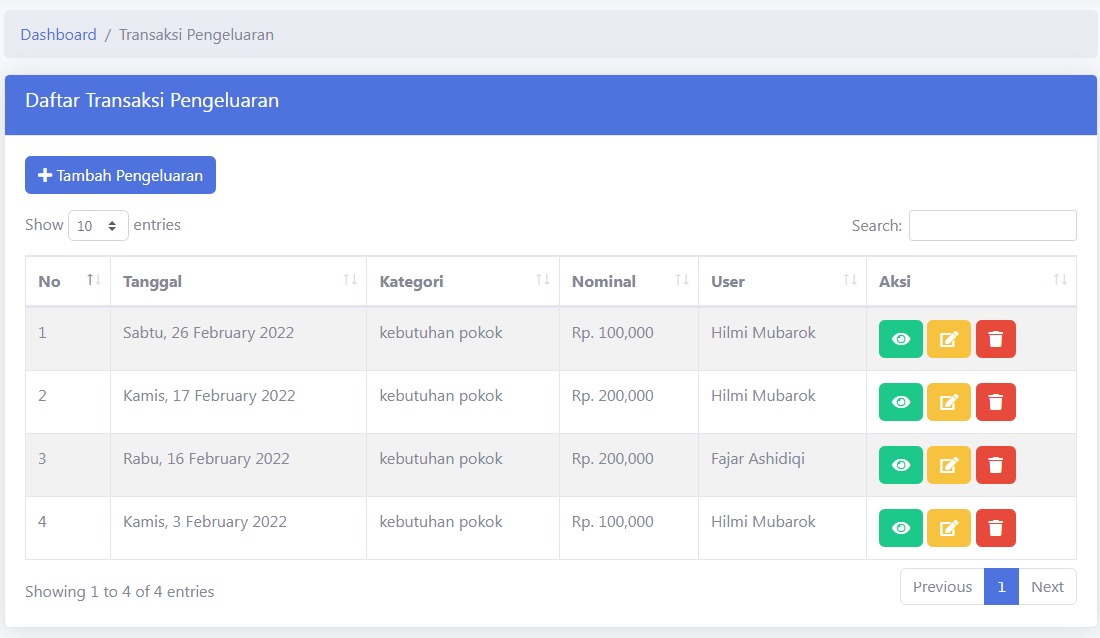 Dashboard / Transaksi Pengeluaran
Daftar Transaksi Pengeluaran
Tambah Pengeluaran
Show 10 entries Search:
No Tanggal Kategori Nominal User Aksi
1 Sabtu, 26 February 2022 kebutuhan pokok Rp. 100,000 Hilmi Mubarok
2 Kamis, 17 February 2022 kebutuhan pokok Rp. 200,000 Hilmi Mubarok
3 Rabu, 16 February 2022 kebutuhan pokok Rp. 200,000 Fajar Ashidiqi
4 Kamis, 3 February 2022 kebutuhan pokok Rp. 100,000 Hilmi Mubarok
Showing 1 to 4 of 4 entries Previous 1 Next